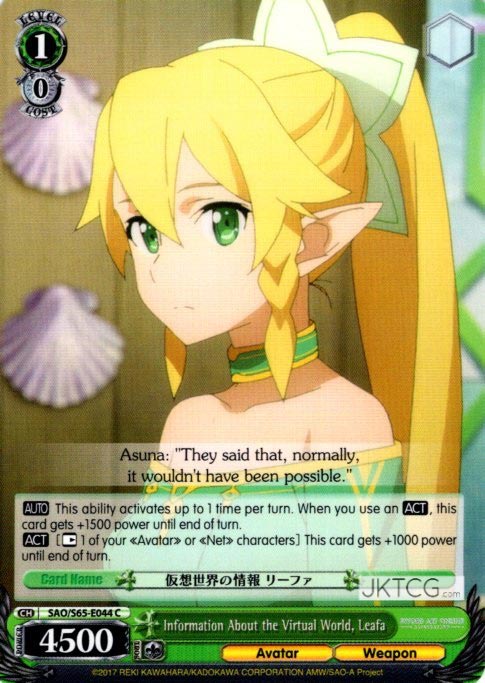 LEVEL
1
0
COST
Asuna: "They said that, normally,
it wouldn't have been possible."
AUTO This ability activates up to 1 time per turn. When you use an ACT, this
card gets +1500 power until end of turn.
ACT [ 1 of your «Avatar» or «Net» characters] This card gets +1000 power
until end of turn.
Card Name 仮想世界の情報 リーファ
JKTCG.com
CH SAO/S65-E044 C
POWER 4500
Information About the Virtual World, Leafa
Avatar Weapon
©2017 REKI KAWAHARA/KADOKAWA CORPORATION AMW/SAO-A Project